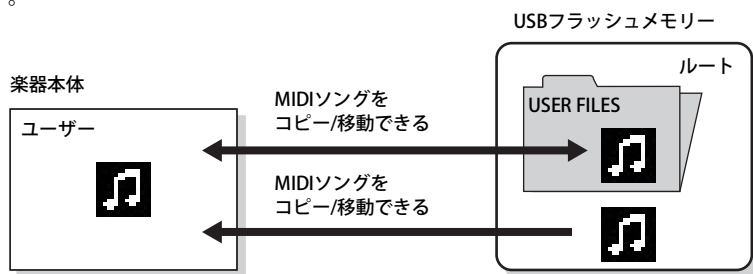 。
USBフラッシュメモリー
ルート
楽器本体
MIDIソングを
コピー/移動できる
USER FILES
ユーザー
MIDIソングを
コピー/移動できる